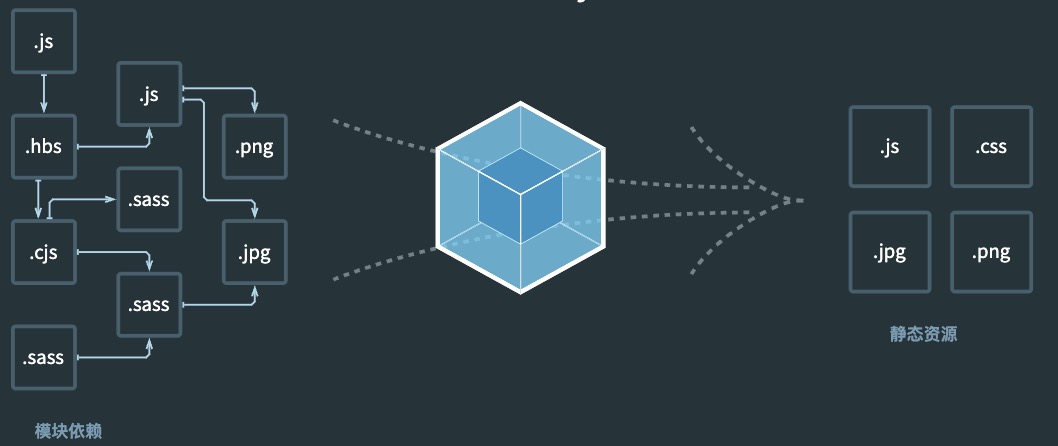 .js
.js
.hbs
.png
.sass
.cjs
.jpg
.sass
.sass
模块依赖
.js
.css
.jpg
.png
静态资源